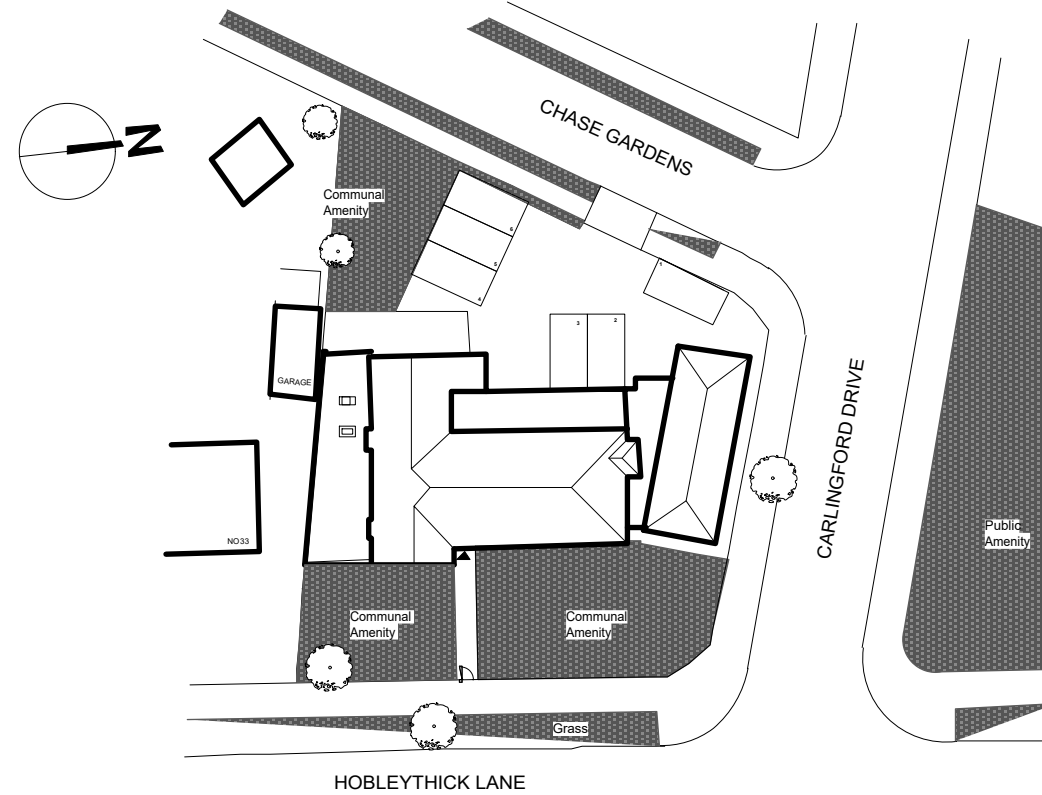 CHASE GARDENS
N
Communal
Amenity
6
5
4
1
3
2
GARAGE
CARLINGFORD DRIVE
NO33
Public
Amenity
Communal
Amenity
Communal
Amenity
Grass
HOBLEYTHICK LANE